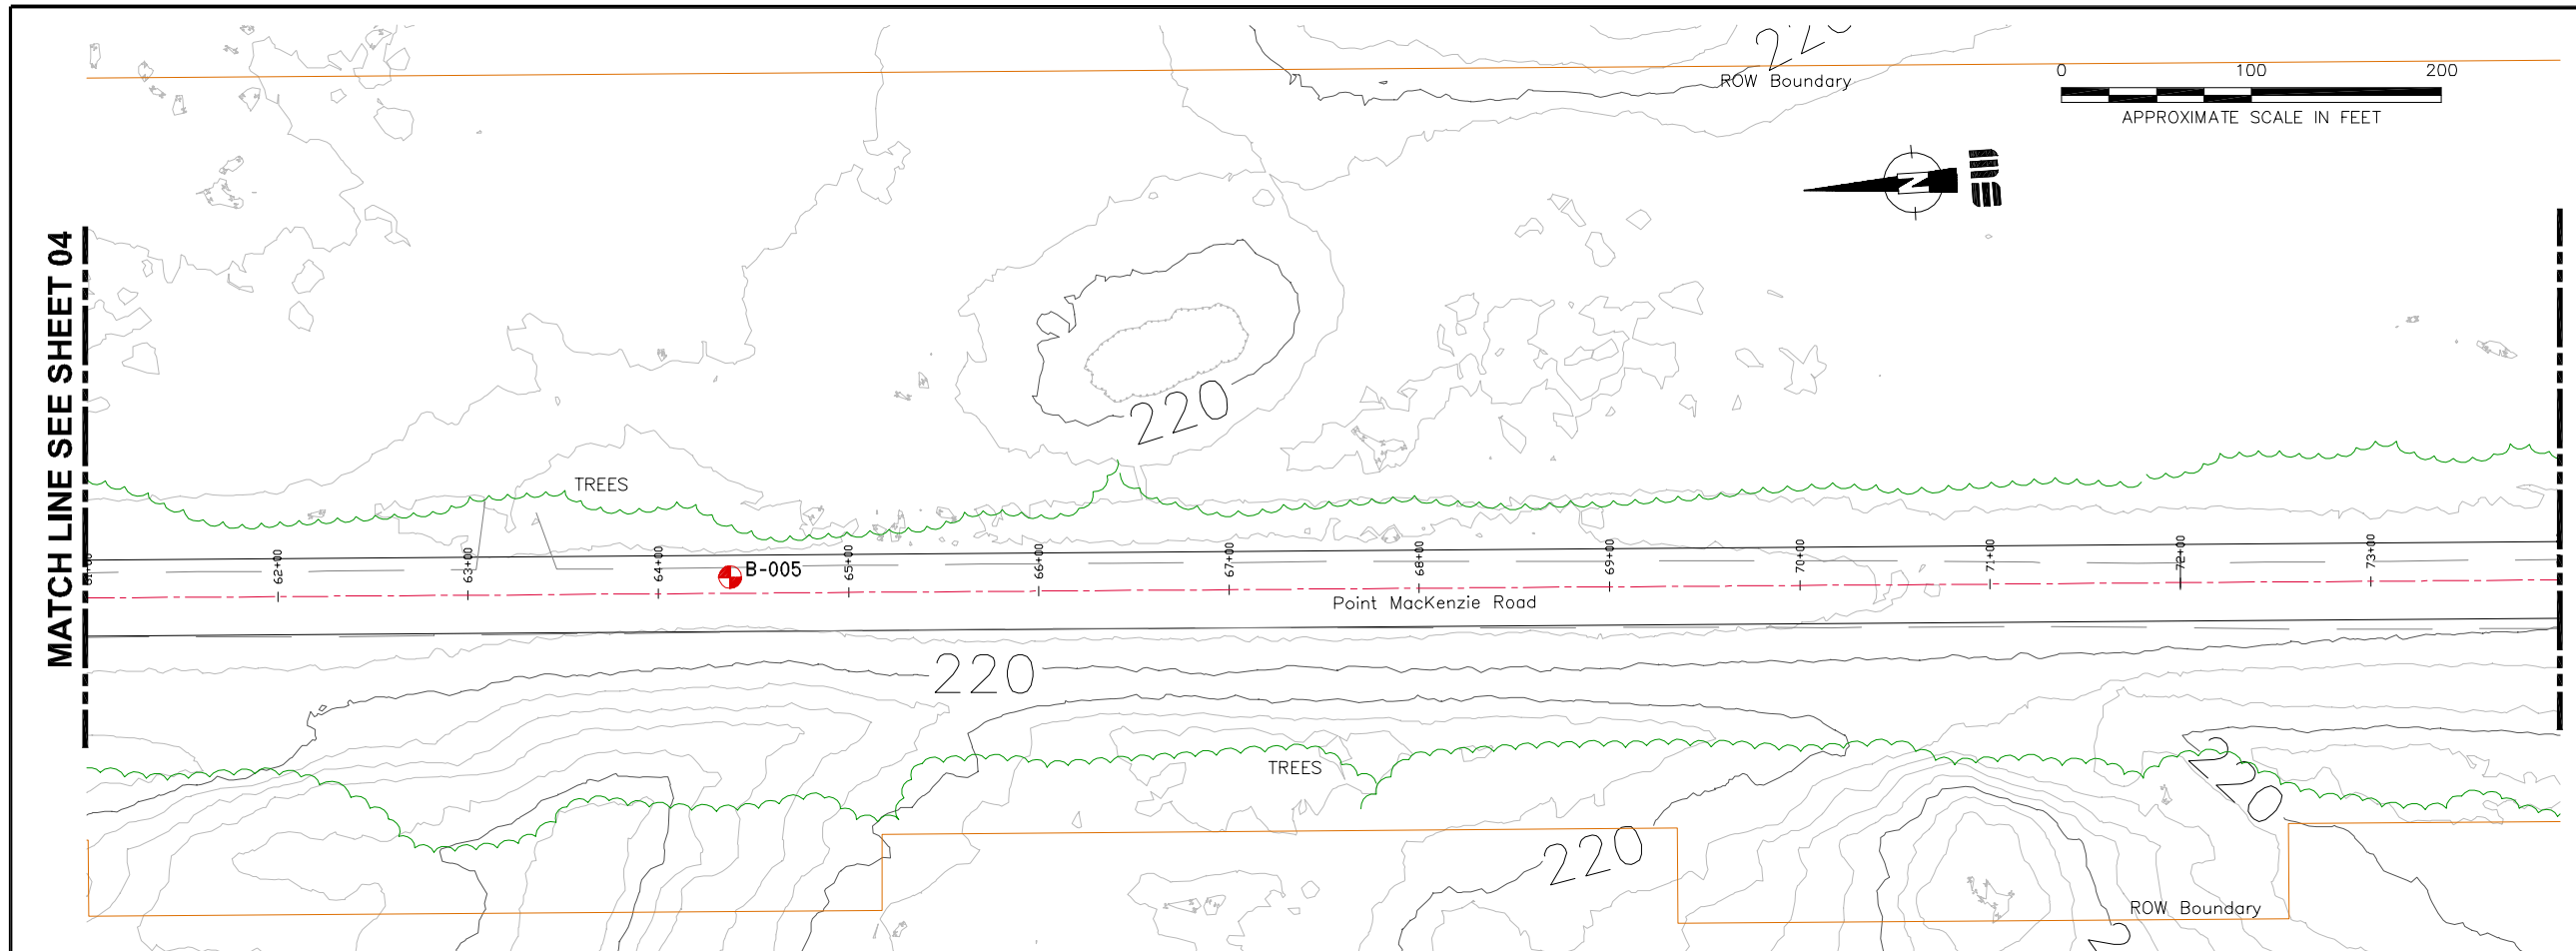 220
ROW Boundary
0 100 200
APPROXIMATE SCALE IN FEET
N
MATCH LINE SEE SHEET 04
220
TREES
62+00 63+00 64+00 65+00 66+00 67+00 68+00 69+00 70+00 71+00 72+00 73+00
B-005
Point MacKenzie Road
220
TREES
220
220
ROW Boundary